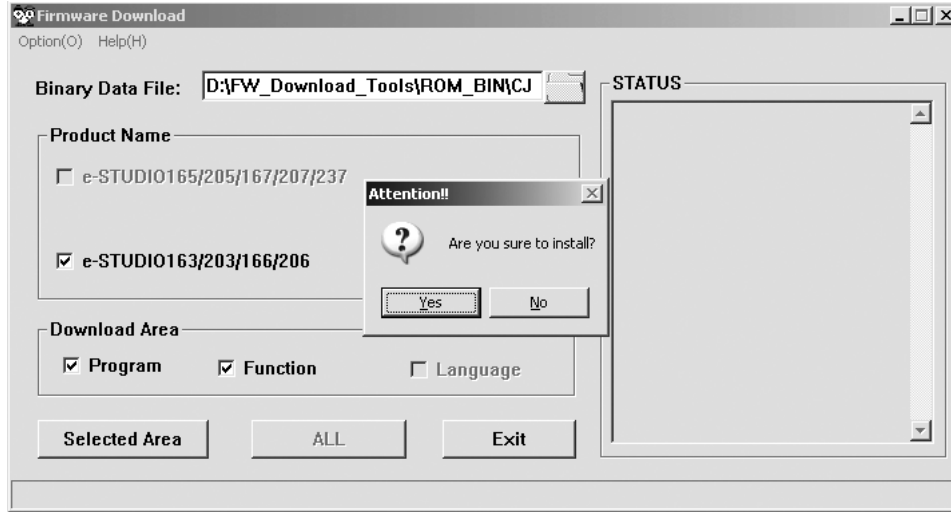 Firmware Download
Option(O) Help(H)
Binary Data File: D:\FW_Download_Tools\ROM_BIN\CJ
STATUS
Product Name
e-STUDIO165/205/167/207/237
Attention!!
Are you sure to install?
e-STUDIO163/203/166/206
Yes No
Download Area
Program Function Language
Selected Area ALL Exit